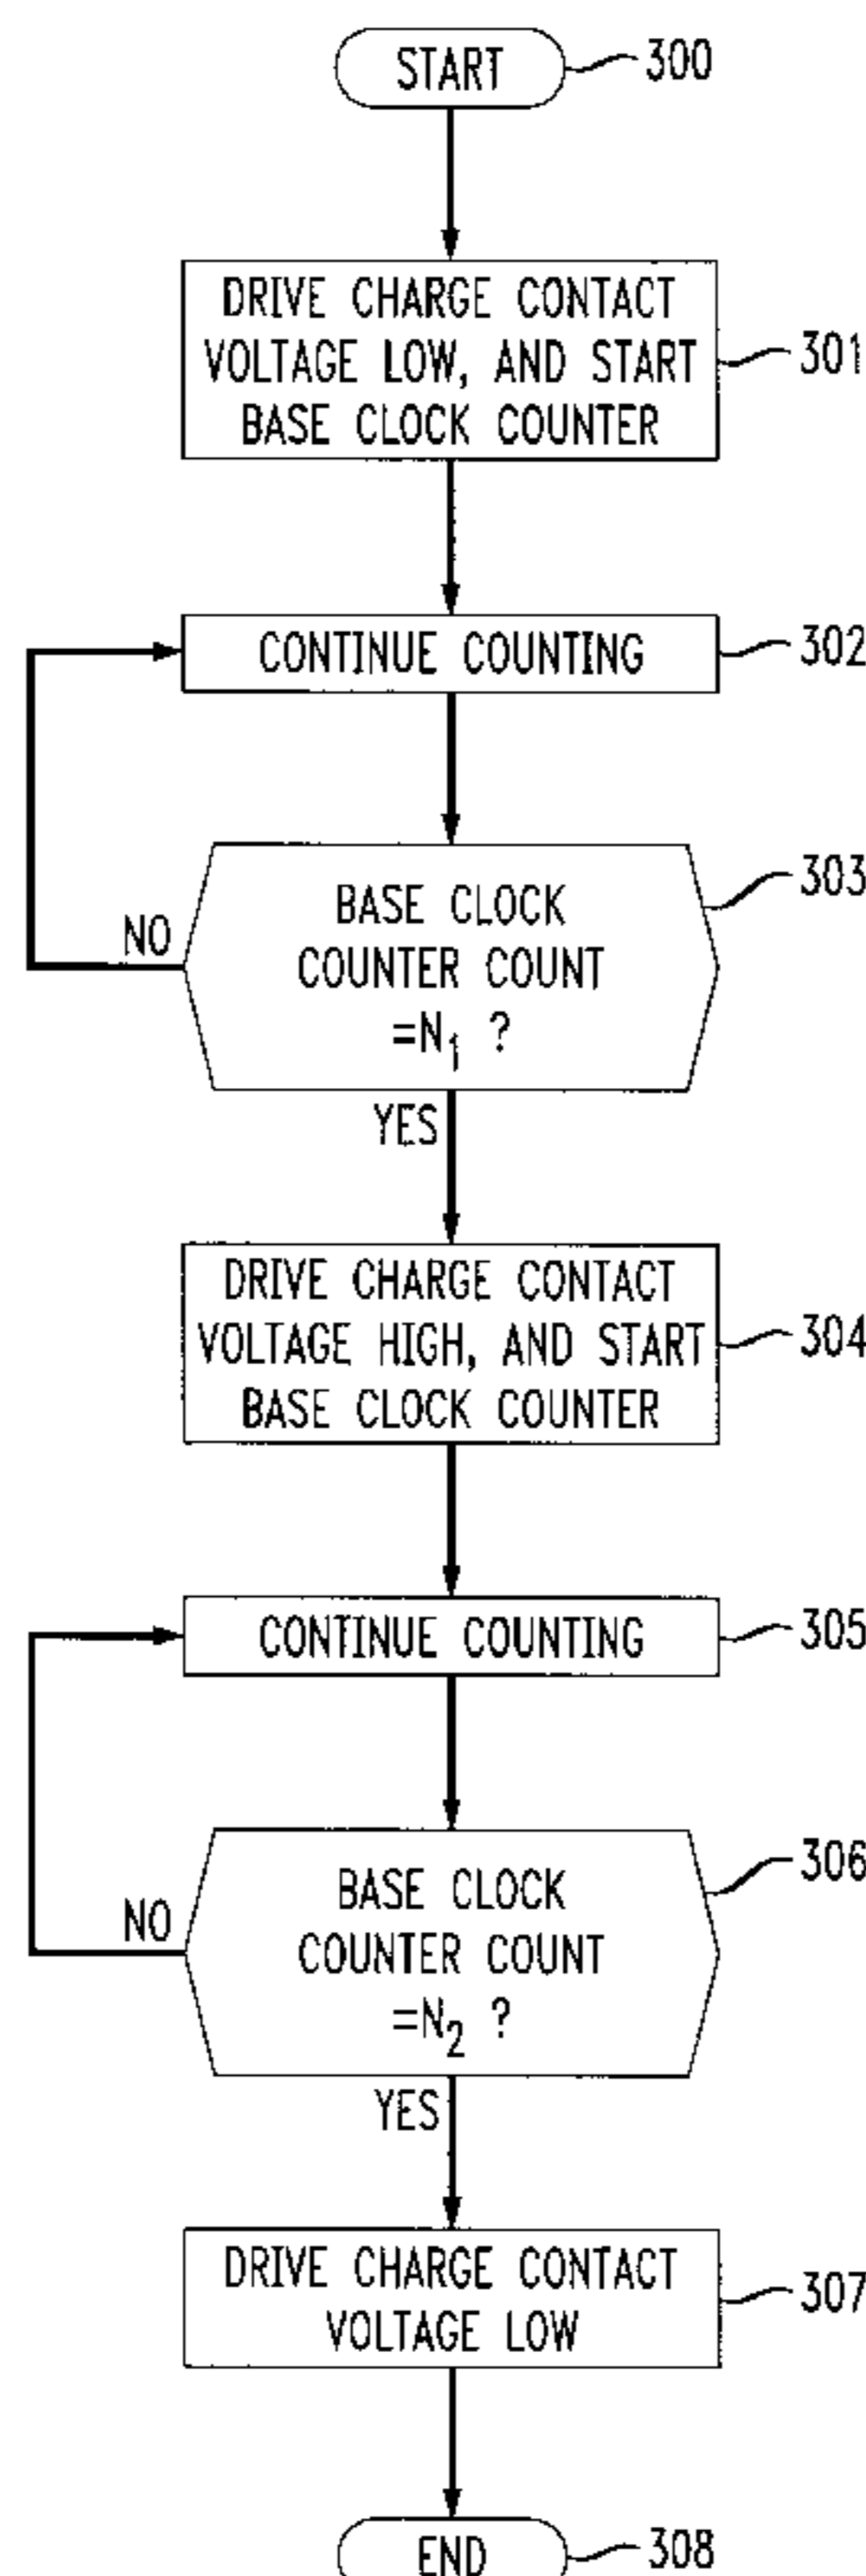 START 300
DRIVE CHARGE CONTACT
VOLTAGE LOW, AND START 301
BASE CLOCK COUNTER
CONTINUE COUNTING 302
BASE CLOCK 303
COUNTER COUNT
NO
=N₁ ?
YES
DRIVE CHARGE CONTACT
VOLTAGE HIGH, AND START 304
BASE CLOCK COUNTER
CONTINUE COUNTING 305
BASE CLOCK 306
COUNTER COUNT
NO
=N₂ ?
YES
DRIVE CHARGE CONTACT 307
VOLTAGE LOW
END 308